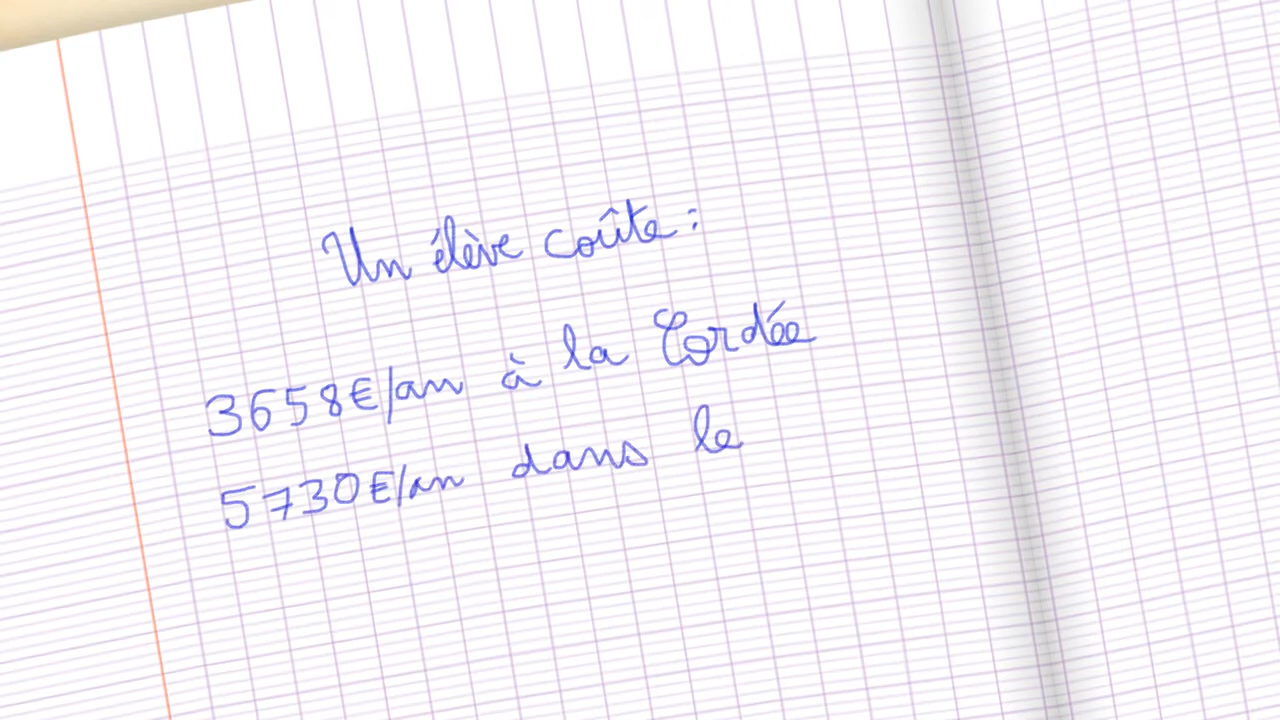 Un élève coûte :
3658€/an à la Cordée
5730€/an dans le